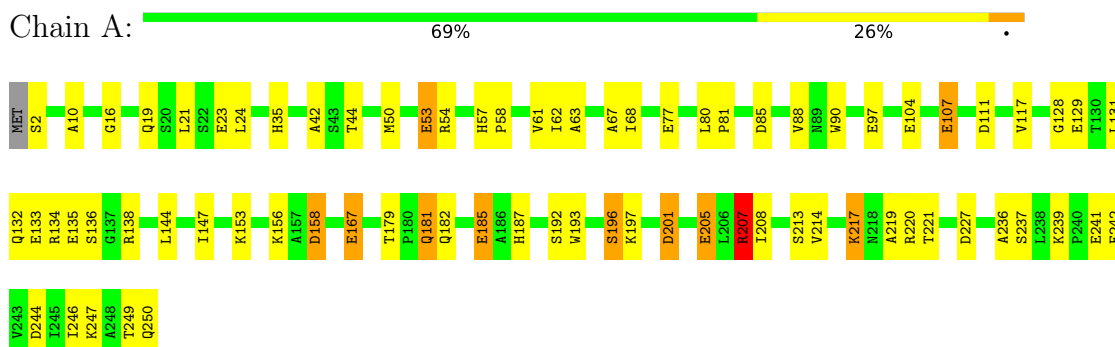 Chain A:
69% 26% •
MET S2 A10 G16 Q19 S20 L21 S22 E23 L24 H35 A42 S43 T44 M50 E53 R54 H57 P58 V61 I62 A63 A67 I68 E77 L80 P81 D85 V88 N89 W90 E97 E104 E107 D111 V117 G128 E129 T130 L131
Q132 E133 R134 E135 S136 G137 R138 L144 I147 K153 K156 A157 D158 E167 T179 P180 Q181 Q182 E185 A186 H187 S192 W193 S196 K197 D201 E205 L206 R207 I208 S213 V214 K217 N218 A219 R220 T221 D227 A236 S237 L238 K239 P240 E241
V243 D244 I245 I246 K247 A248 T249 Q250